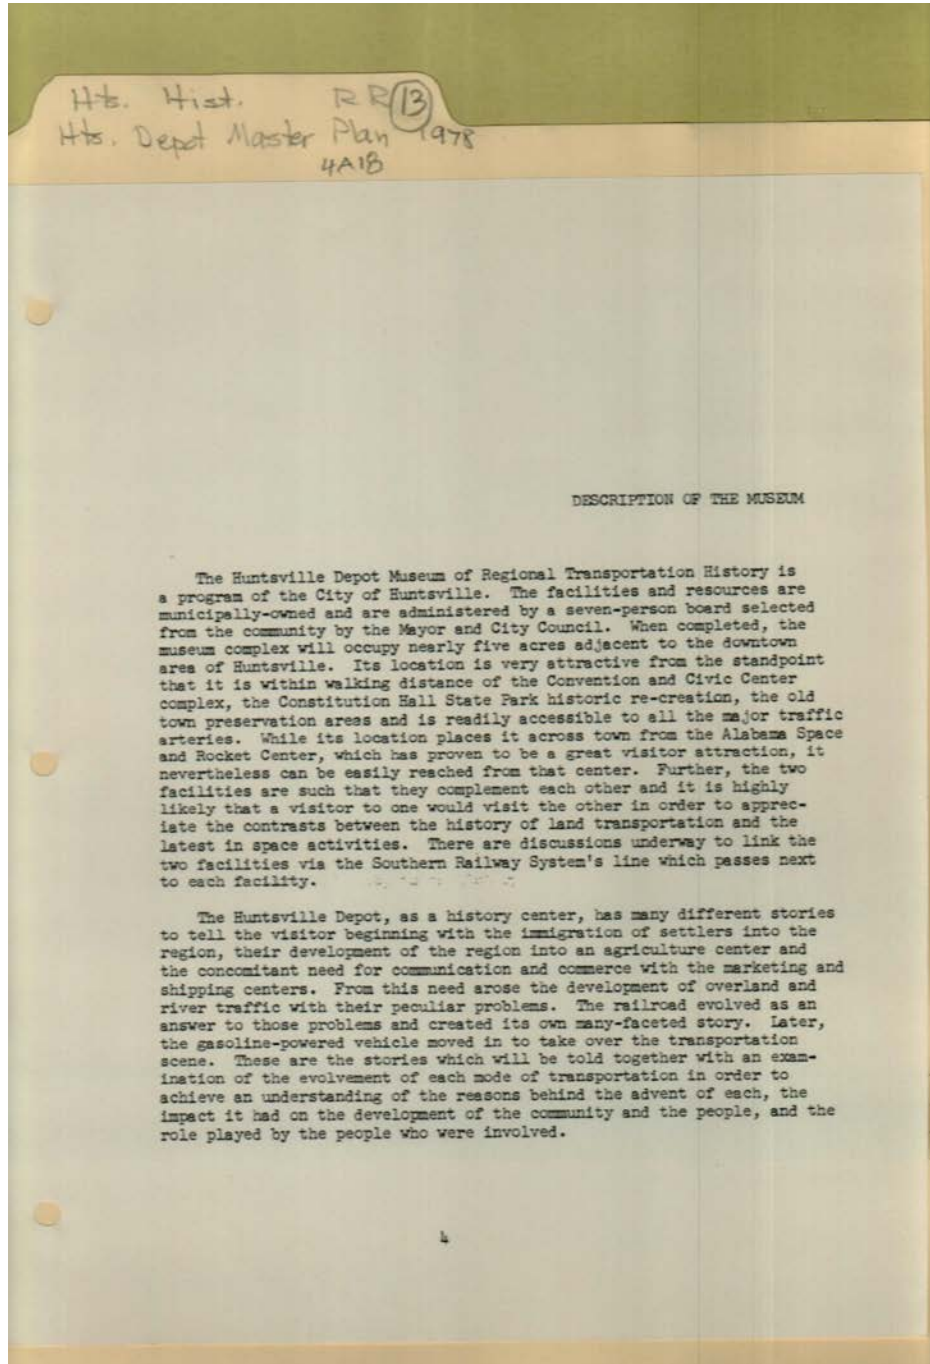 Hts. Hist. RR 13
Hts. Depot Master Plan 1978
4A1B
DESCRIPTION OF THE MUSEUM
The Huntsville Depot Museum of Regional Transportation History is
a program of the City of Huntsville. The facilities and resources are
municipally-owned and are administered by a seven-person board selected
from the community by the Mayor and City Council. When completed, the
museum complex will occupy nearly five acres adjacent to the downtown
area of Huntsville. Its location is very attractive from the standpoint
that it is within walking distance of the Convention and Civic Center
complex, the Constitution Hall State Park historic re-creation, the old
town preservation areas and is readily accessible to all the major traffic
arteries. While its location places it across town from the Alabama Space
and Rocket Center, which has proven to be a great visitor attraction, it
nevertheless can be easily reached from that center. Further, the two
facilities are such that they complement each other and it is highly
likely that a visitor to one would visit the other in order to apprec-
iate the contrasts between the history of land transportation and the
latest in space activities. There are discussions underway to link the
two facilities via the Southern Railway System's line which passes next
to each facility.
The Huntsville Depot, as a history center, has many different stories
to tell the visitor beginning with the immigration of settlers into the
region, their development of the region into an agriculture center and
the concomitant need for communication and commerce with the marketing and
shipping centers. From this need arose the development of overland and
river traffic with their peculiar problems. The railroad evolved as an
answer to those problems and created its own many-faceted story. Later,
the gasoline-powered vehicle moved in to take over the transportation
scene. These are the stories which will be told together with an exam-
ination of the evolvement of each mode of transportation in order to
achieve an understanding of the reasons behind the advent of each, the
impact it had on the development of the community and the people, and the
role played by the people who were involved.
4